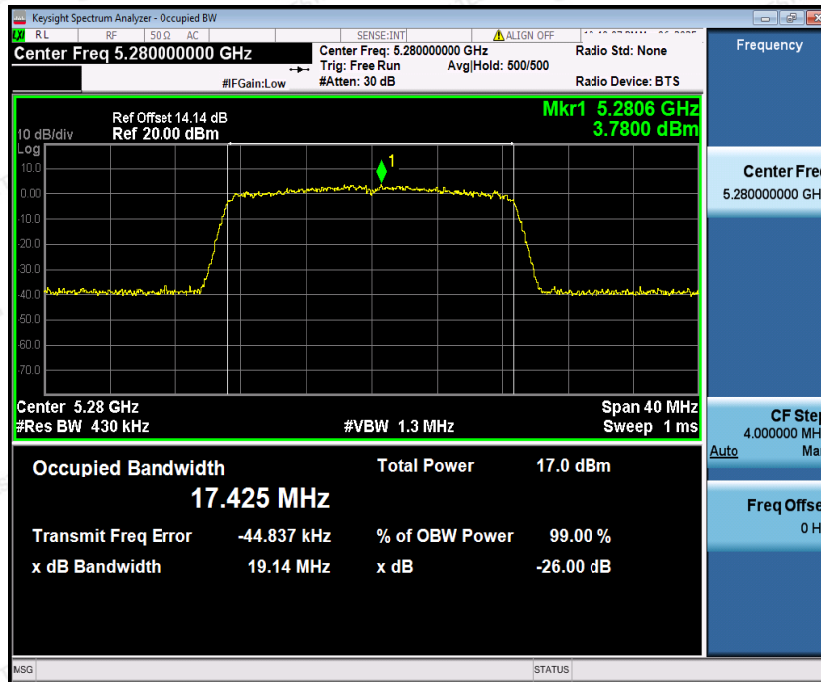 Keysight Spectrum Analyzer - Occupied BW
LXI RL RF 50 Ω AC SENSE:INT ALIGN OFF
Center Freq 5.280000000 GHz
Center Freq: 5.280000000 GHz Radio Std: None
Trig: Free Run Avg|Hold: 500/500
#IFGain:Low #Atten: 30 dB Radio Device: BTS
Frequency
Mkr1 5.2806 GHz
3.7800 dBm
Ref Offset 14.14 dB
10 dB/div Ref 20.00 dBm
Log
1
10.0
0.00
-10.0
-20.0
-30.0
-40.0
-50.0
-60.0
-70.0
Center Fre
5.280000000 GH
Center 5.28 GHz Span 40 MHz
#Res BW 430 kHz #VBW 1.3 MHz Sweep 1 ms
CF Step
4.000000 MH
Auto Ma
Occupied Bandwidth Total Power 17.0 dBm
17.425 MHz
Transmit Freq Error -44.837 kHz % of OBW Power 99.00 %
x dB Bandwidth 19.14 MHz x dB -26.00 dB
Freq Offse
0 H
MSG STATUS